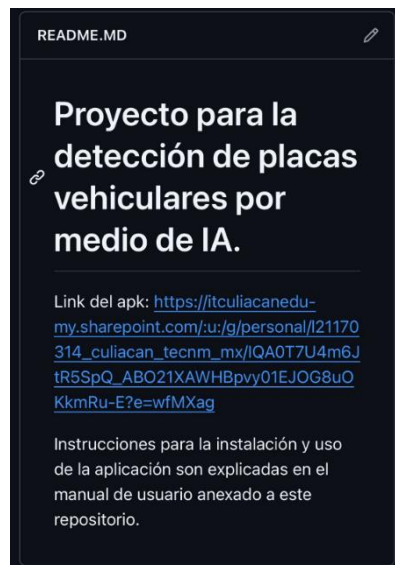 README.MD
Proyecto para la
detección de placas
vehiculares por
medio de IA.
Link del apk: https://itculiacanedu-
my.sharepoint.com/:u:/g/personal/l21170
314_culiacan_tecnm_mx/IQA0T7U4m6J
tR5SpQ_ABO21XAWHBpvy01EJOG8uO
KkmRu-E?e=wfMXag
Instrucciones para la instalación y uso
de la aplicación son explicadas en el
manual de usuario anexado a este
repositorio.